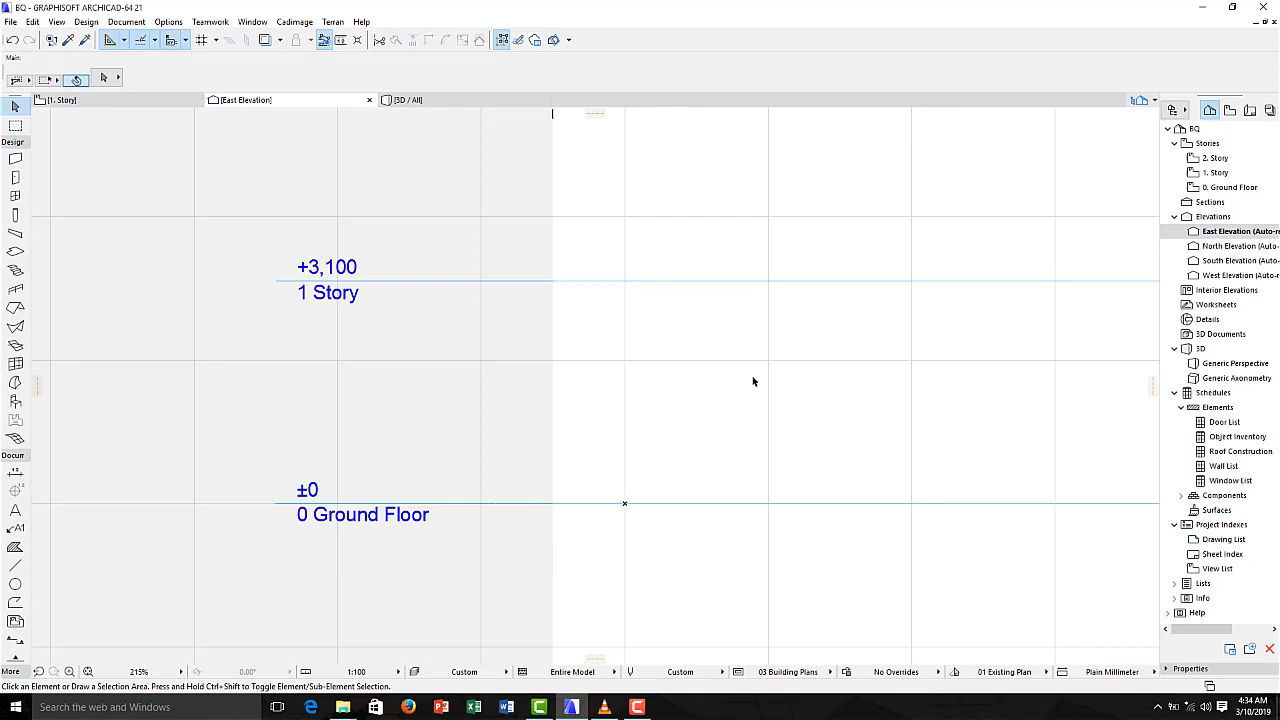 BQ - GRAPHISOFT ARCHICAD-64 21
File Edit View Design Document Options Teamwork Window Cadimage Terran Help
Main:
[1. Story]
[East Elevation]
[3D / All]
Design
+3,100
1 Story
±0
0 Ground Floor
Docum
More
BQ
Stories
2. Story
1. Story
0. Ground Floor
Sections
Elevations
East Elevation (Auto-re
North Elevation (Auto-
South Elevation (Auto-
West Elevation (Auto-r
Interior Elevations
Worksheets
Details
3D Documents
3D
Generic Perspective
Generic Axonometry
Schedules
Elements
Door List
Object Inventory
Roof Construction
Wall List
Window List
Components
Surfaces
Project Indexes
Drawing List
Sheet Index
View List
Lists
Info
Help
Properties
215% 0.00° 1:100 Custom Entire Model Custom 03 Building Plans No Overrides 01 Existing Plan Plain Millimeter
Click an Element or Draw a Selection Area. Press and Hold Ctrl+Shift to Toggle Element/Sub-Element Selection.
Search the web and Windows
4:34 AM
3/10/2019